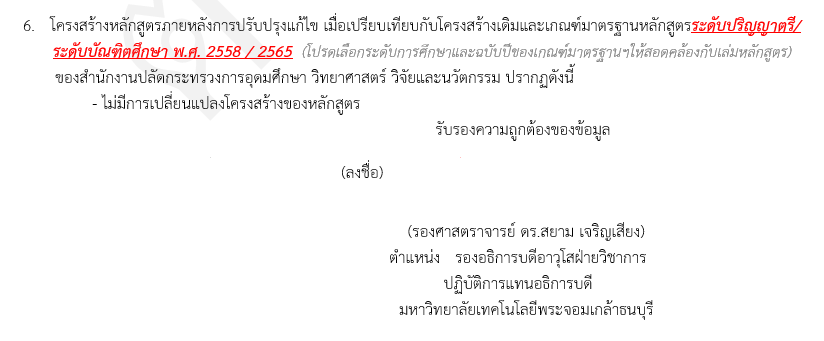 6. โครงสร้างหลักสูตรภายหลังการปรับปรุงแก้ไข เมื่อเปรียบเทียบกับโครงสร้างเดิมและเกณฑ์มาตรฐานหลักสูตรระดับปริญญาตรี/
ระดับบัณฑิตศึกษา พ.ศ. 2558 / 2565 (โปรดเลือกระดับการศึกษาและฉบับปีของเกณฑ์มาตรฐานฯให้สอดคล้องกับเล่มหลักสูตร)
ของสำนักงานปลัดกระทรวงการอุดมศึกษา วิทยาศาสตร์ วิจัยและนวัตกรรม ปรากฏดังนี้
- ไม่มีการเปลี่ยนแปลงโครงสร้างของหลักสูตร
รับรองความถูกต้องของข้อมูล
(ลงชื่อ)
(รองศาสตราจารย์ ดร.สยาม เจริญเสียง)
ตำแหน่ง รองอธิการบดีอาวุโสฝ่ายวิชาการ
ปฏิบัติการแทนอธิการบดี
มหาวิทยาลัยเทคโนโลยีพระจอมเกล้าธนบุรี